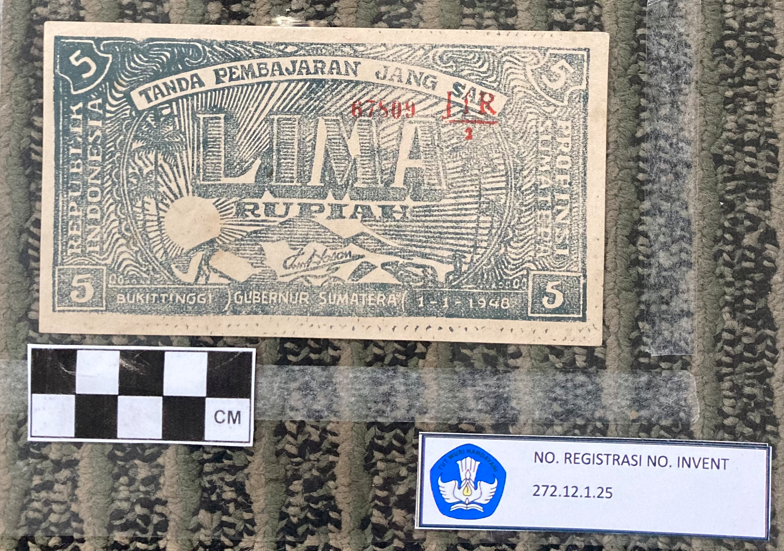 5
5
TANDA PEMBAJARAN JANG SAH
67809
REPUBLIK INDONESIA
LIMA
RUPIAH
PROPINSI SUMATERA
5
5
BUKITTINGGI GUBERNUR SUMATERA 1-1-1948
CM
NO. REGISTRASI NO. INVENT
272.12.1.25